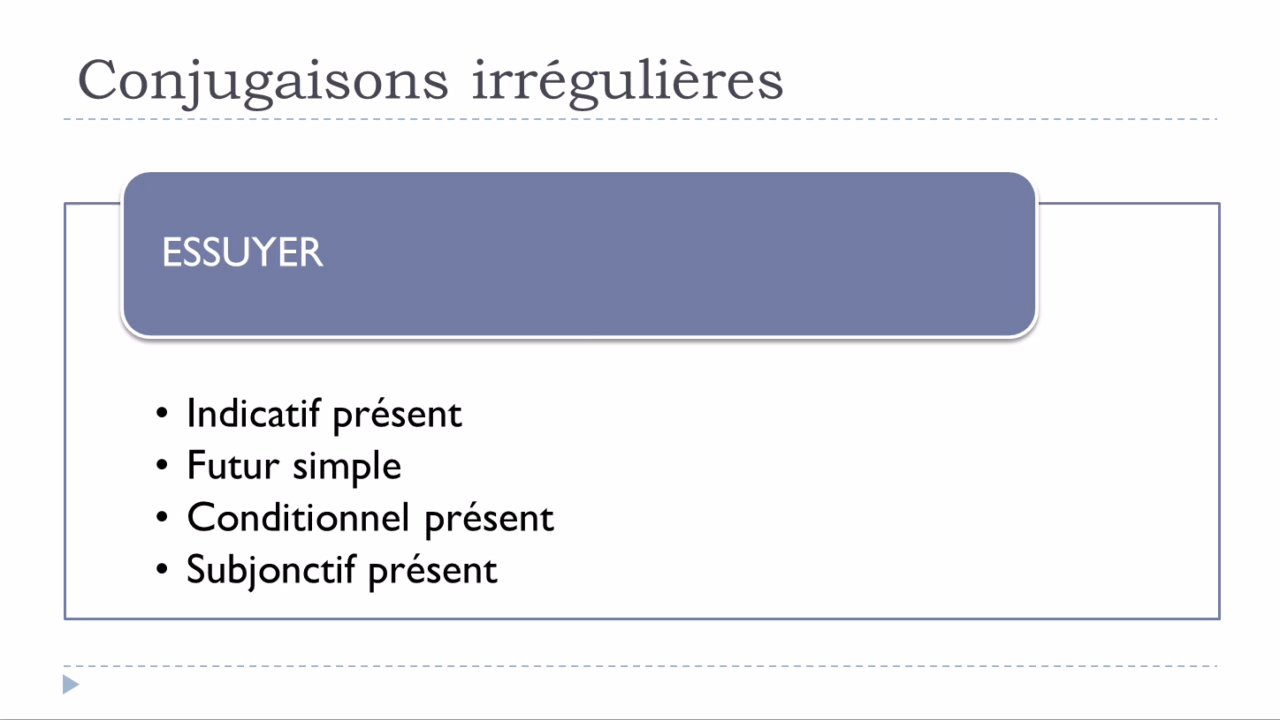 Conjugaisons irrégulières
ESSUYER
• Indicatif présent
• Futur simple
• Conditionnel présent
• Subjonctif présent